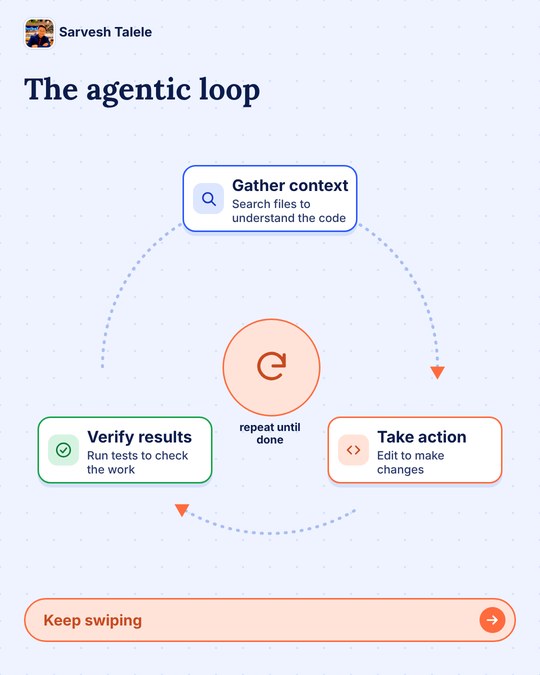 Sarvesh Talele
The agentic loop
Gather context
Search files to
understand the code
repeat until
done
Verify results
Run tests to check
the work
Take action
Edit to make
changes
Keep swiping